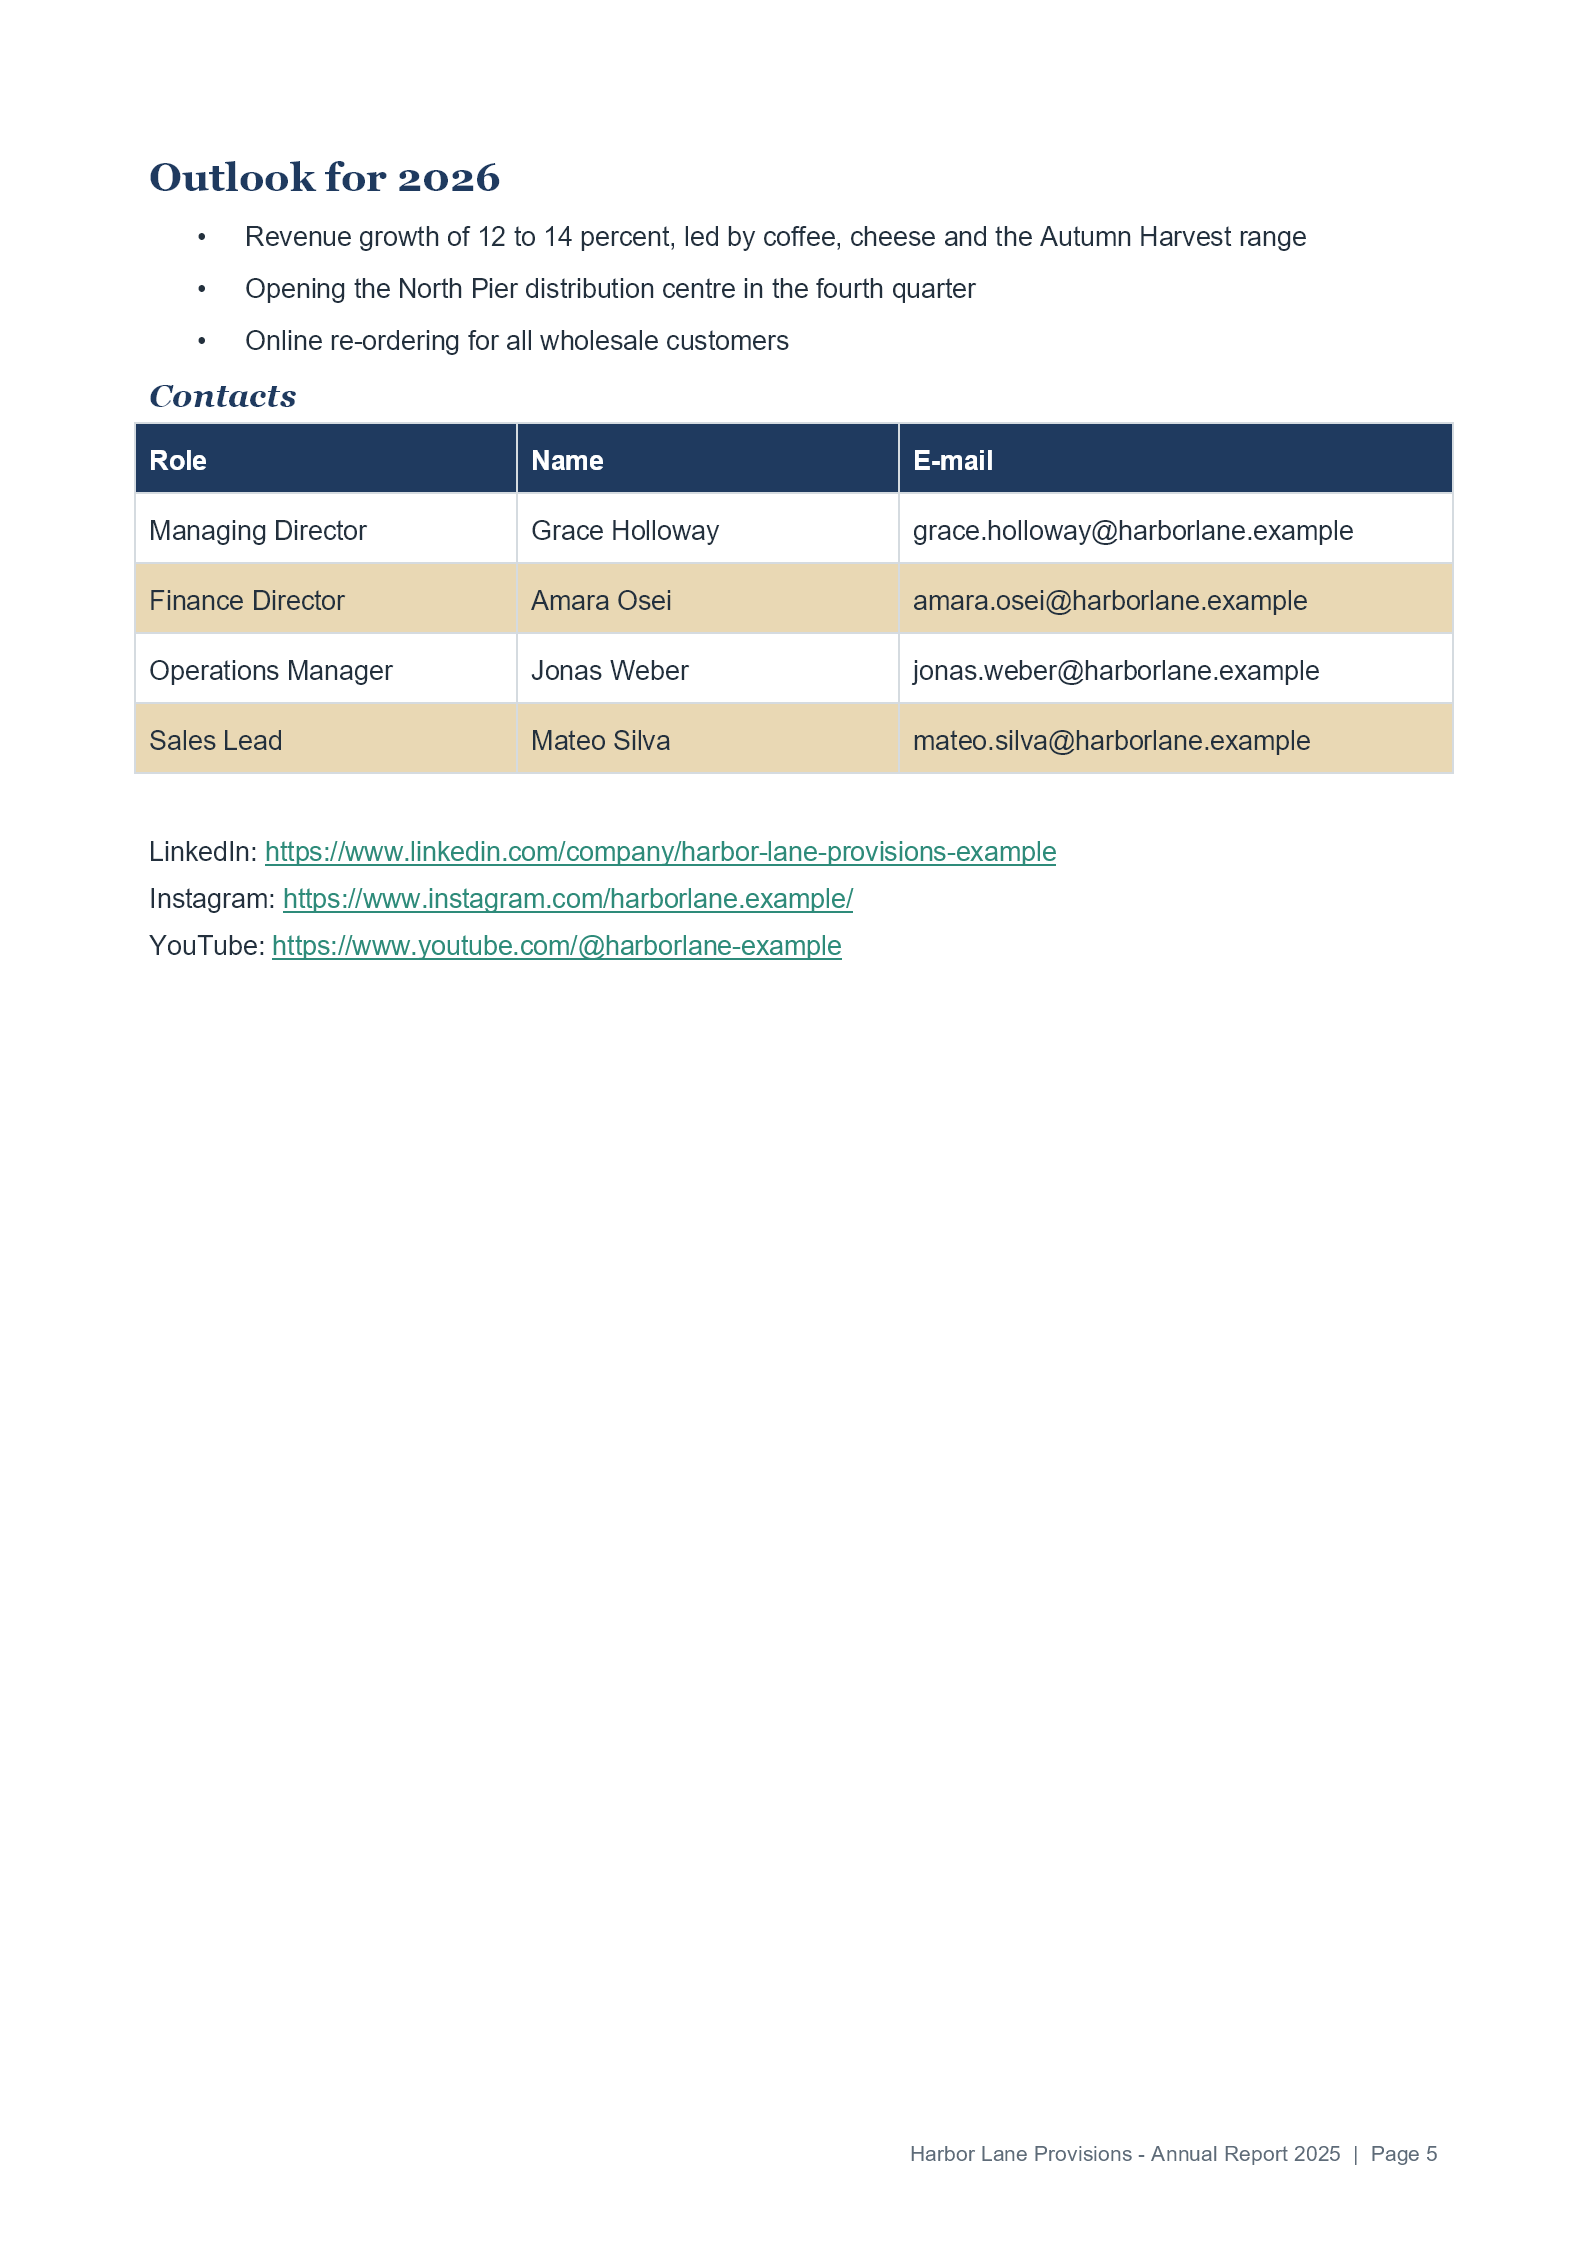 Outlook for 2026
• Revenue growth of 12 to 14 percent, led by coffee, cheese and the Autumn Harvest range
• Opening the North Pier distribution centre in the fourth quarter
• Online re-ordering for all wholesale customers
Contacts
Role Name E-mail
Managing Director Grace Holloway grace.holloway@harborlane.example
Finance Director Amara Osei amara.osei@harborlane.example
Operations Manager Jonas Weber jonas.weber@harborlane.example
Sales Lead Mateo Silva mateo.silva@harborlane.example
LinkedIn: https://www.linkedin.com/company/harbor-lane-provisions-example
Instagram: https://www.instagram.com/harborlane.example/
YouTube: https://www.youtube.com/@harborlane-example
Harbor Lane Provisions - Annual Report 2025 | Page 5